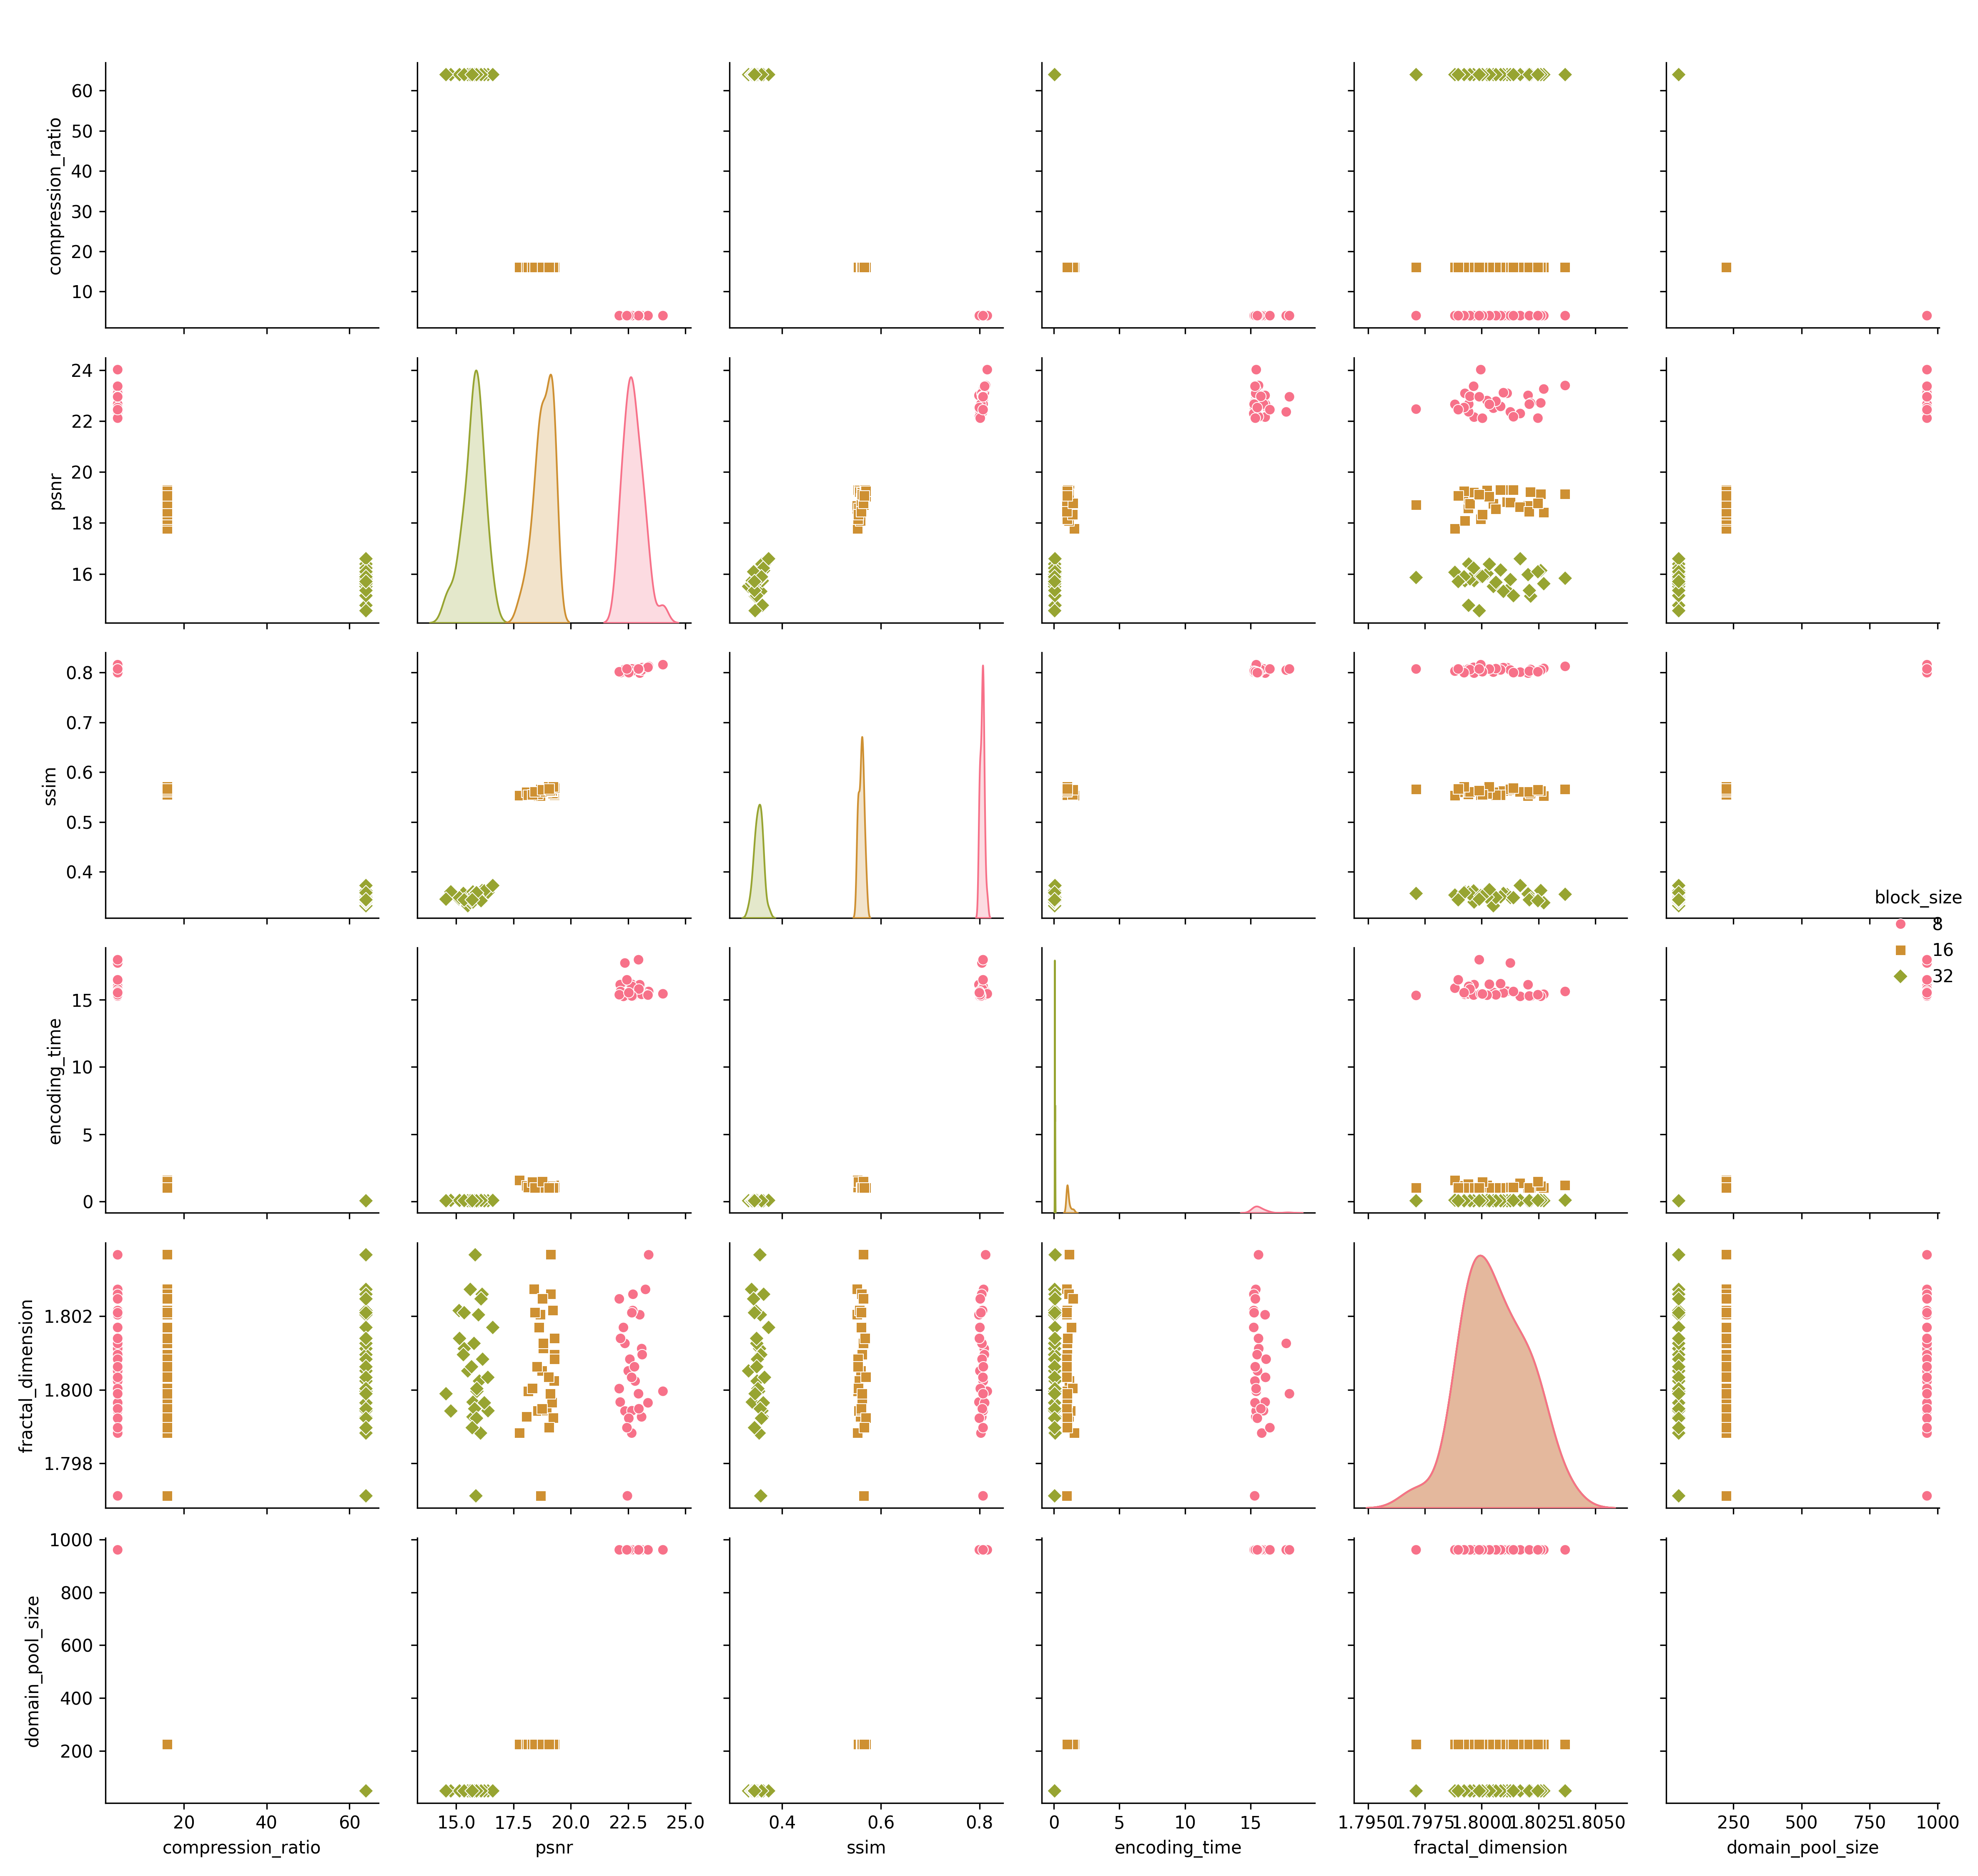 compression_ratio
60
50
40
30
20
10
psnr
24
22
20
18
16
ssim
0.8
0.7
0.6
0.5
0.4
block_size
8
16
32
encoding_time
15
10
5
0
fractal_dimension
1.802
1.800
1.798
domain_pool_size
1000
800
600
400
200
20 40 60
15.0 17.5 20.0 22.5 25.0
0.4 0.6 0.8
0 5 10 15
1.7950 1.7975 1.8000 1.8025 1.8050
250 500 750 1000
compression_ratio psnr ssim encoding_time fractal_dimension domain_pool_size